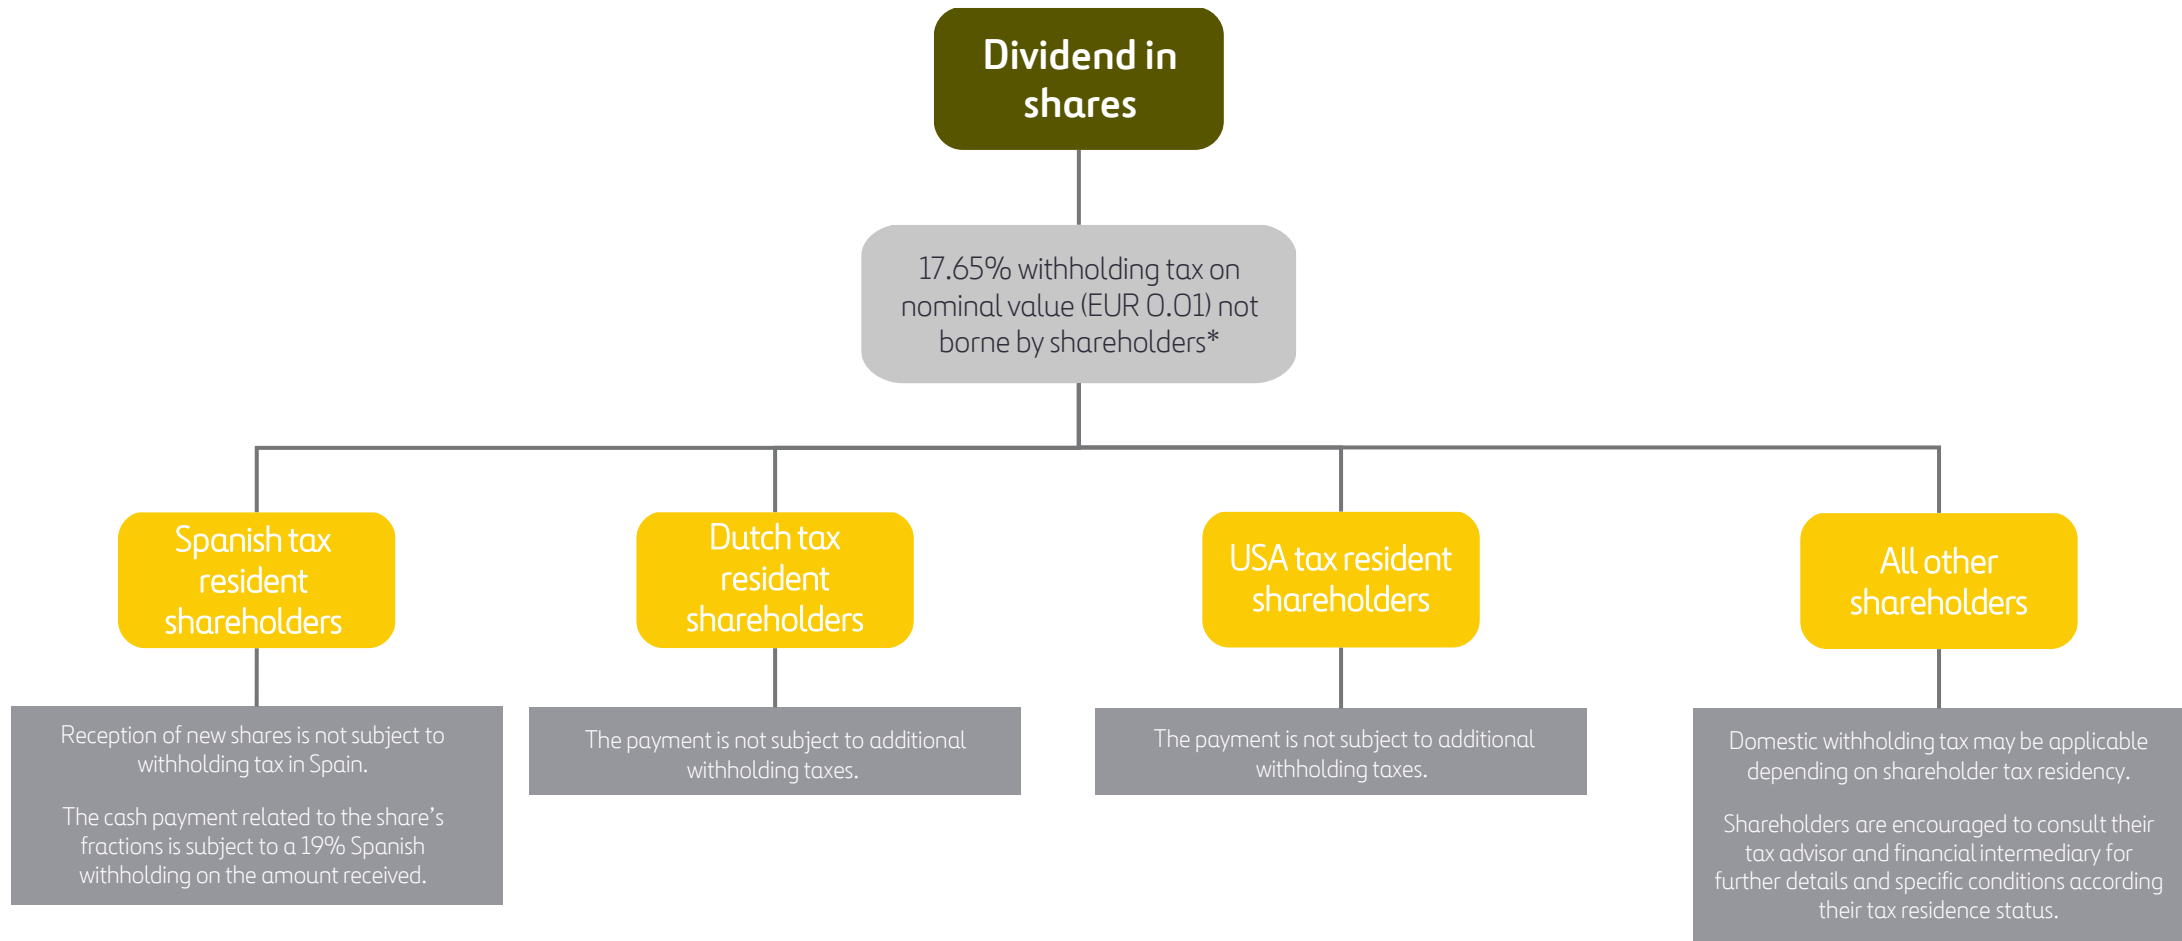 Dividend in
shares
17.65% withholding tax on
nominal value (EUR 0.01) not
borne by shareholders*
Spanish tax
resident
shareholders
Dutch tax
resident
shareholders
USA tax resident
shareholders
All other
shareholders
Reception of new shares is not subject to
withholding tax in Spain.
The cash payment related to the share’s
fractions is subject to a 19% Spanish
withholding on the amount received.
The payment is not subject to additional
withholding taxes.
The payment is not subject to additional
withholding taxes.
Domestic withholding tax may be applicable
depending on shareholder tax residency.
Shareholders are encouraged to consult their
tax advisor and financial intermediary for
further details and specific conditions according
their tax residence status.